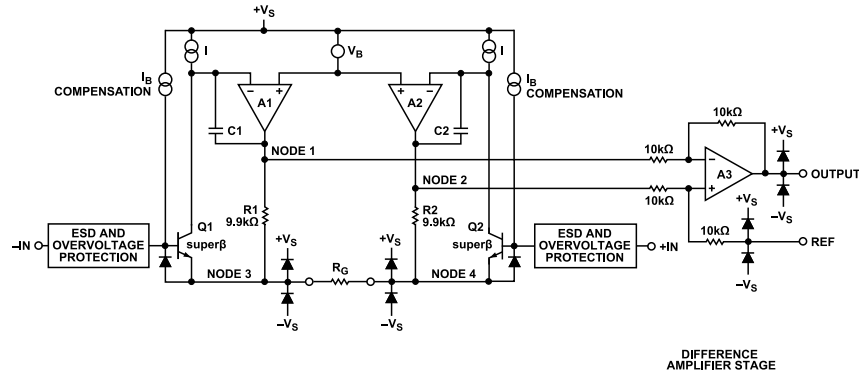 +VS
I
VB
I
IB
COMPENSATION
IB
COMPENSATION
− +
A1
+ −
A2
C1
C2
NODE 1
NODE 2
R1
9.9kΩ
R2
9.9kΩ
10kΩ
10kΩ
10kΩ
10kΩ
−
A3
+
+VS
−VS
OUTPUT
+VS
−VS
REF
−IN
ESD AND
OVERVOLTAGE
PROTECTION
Q1
superβ
Q2
superβ
ESD AND
OVERVOLTAGE
PROTECTION
+IN
NODE 3
+VS
−VS
RG
+VS
−VS
NODE 4
DIFFERENCE
AMPLIFIER STAGE